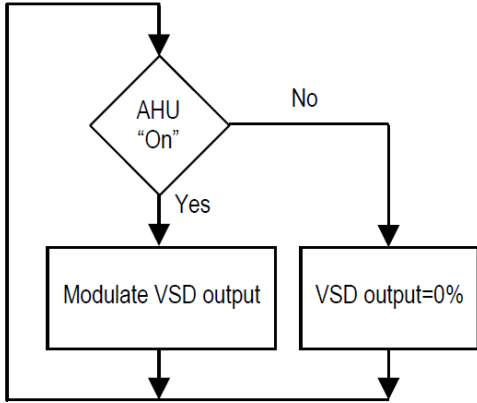 AHU
“On”
No
Yes
Modulate VSD output
VSD output=0%